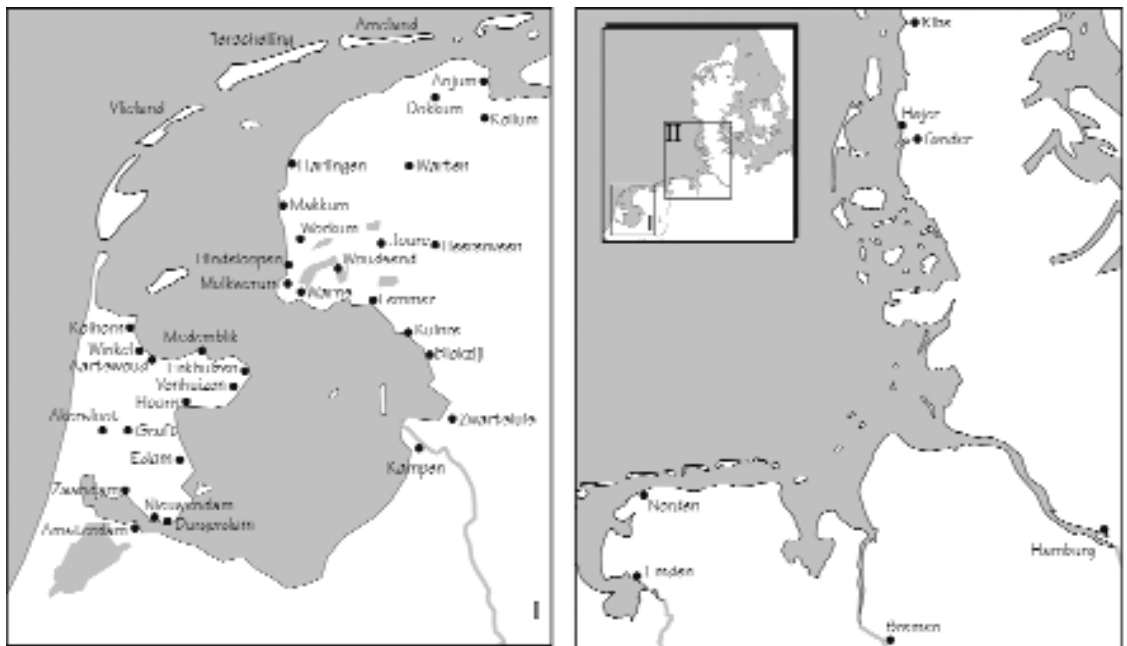 Ameland
Terschelling
Anjum
Dokkum
Vlieland
Kollum
Harlingen
Warten
Makkum
Workum
Joure
Heerenveen
Hindeloopen
Woudsend
Molkwerum
Warns
Lemmer
Kolhorn
Kuinre
Medemblik
Winkel
Blokzijl
Aartswoud
Enkhuizen
Venhuizen
Hoorn
Zwartsluis
Graft
Edam
Kampen
Zaandam
Nieuwendam
Durgerdam
Amsterdam
I
Ribe
II
Højer
Tønder
I
Norden
Hamburg
Emden
Bremen